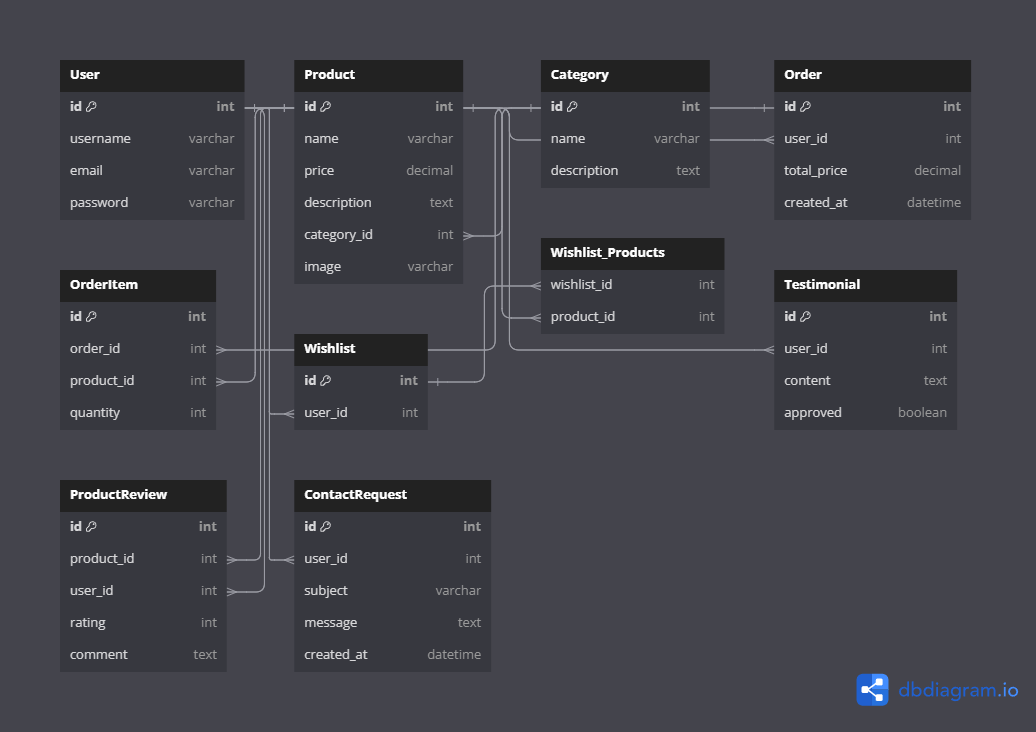 User
id int
username varchar
email varchar
password varchar
Product
id int
name varchar
price decimal
description text
category_id int
image varchar
Category
id int
name varchar
description text
Order
id int
user_id int
total_price decimal
created_at datetime
Wishlist_Products
wishlist_id int
product_id int
OrderItem
id int
order_id int
product_id int
quantity int
Wishlist
id int
user_id int
Testimonial
id int
user_id int
content text
approved boolean
ProductReview
id int
product_id int
user_id int
rating int
comment text
ContactRequest
id int
user_id int
subject varchar
message text
created_at datetime
dbdiagram.io